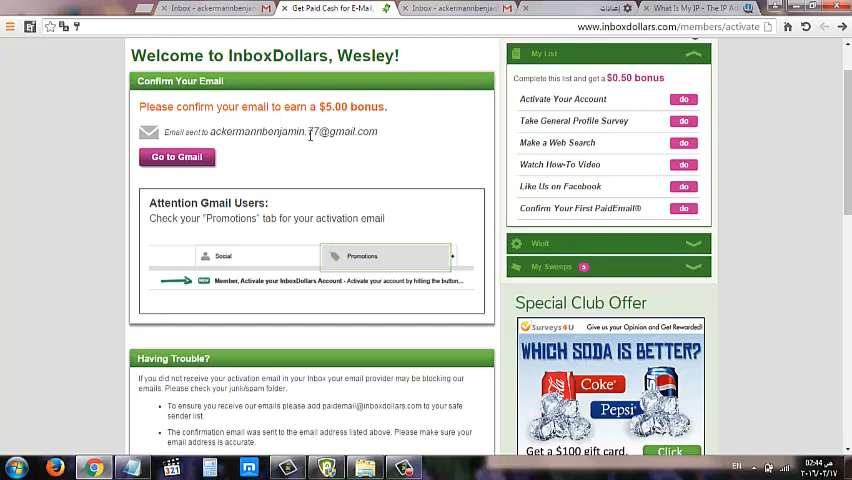 Inbox - ackermannbenjam
Get Paid Cash for E-Mail,
Inbox - ackermannbenjam
إعدادات
What Is My IP - The IP Ad
www.inboxdollars.com/members/activate
Welcome to InboxDollars, Wesley!
Confirm Your Email
Please confirm your email to earn a $5.00 bonus.
Email sent to ackermannbenjamin.77@gmail.com
Go to Gmail
Attention Gmail Users:
Check your "Promotions" tab for your activation email
Social
Promotions
NEW
Member, Activate your InboxDollars Account - Activate your account by hitting the button...
Having Trouble?
If you did not receive your activation email in your Inbox your email provider may be blocking our
emails. Please check your junk/spam folder.
To ensure you receive our emails please add paidemail@inboxdollars.com to your safe
sender list.
The confirmation email was sent to the email address listed above. Please make sure your
email address is accurate.
My List
Complete this list and get a $0.50 bonus
Activate Your Account do
Take General Profile Survey do
Make a Web Search do
Watch How-To Video do
Like Us on Facebook do
Confirm Your First PaidEmail® do
WinIt
My Sweeps 5
Special Club Offer
Surveys4U Give us your Opinion and Get Rewarded!
WHICH SODA IS BETTER?
Coke®
Pepsi®
Get a $100 gift card.
Click
321
EN
02:44 ص
٢٠١٦/٠٢/١٧